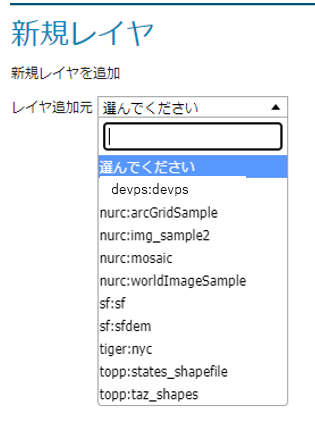 新規レイヤ
新規レイヤを追加
レイヤ追加元 選んでください
選んでください
devps:devps
nurc:arcGridSample
nurc:img_sample2
nurc:mosaic
nurc:worldImageSample
sf:sf
sf:sfdem
tiger:nyc
topp:states_shapefile
topp:taz_shapes